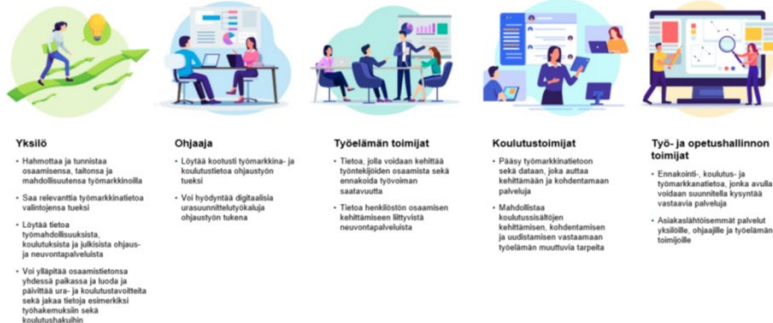 Yksilö
• Hahmottaa ja tunnistaa
osaamisensa, taitonsa ja
mahdollisuutensa työmarkkinoilla
• Saa relevanttia työmarkkinatietoa
valintojensa tueksi
• Löytää tietoa
työmahdollisuuksista,
koulutuksista ja julkisista ohjaus-
ja neuvontapalveluista
• Voi ylläpitää osaamistietonsa
yhdessä paikassa ja luoda ja
päivittää ura- ja koulutustavoitteita
sekä jakaa tietoja esimerkiksi
työhakemuksiin sekä
koulutushakuihin
Ohjaaja
• Löytää kootusti työmarkkina- ja
koulutustietoa ohjaustyön
tueksi
• Voi hyödyntää digitaalisia
urasuunnittelutyökaluja
ohjaustyön tukena
Työelämän toimijat
• Tietoa, jolla voidaan kehittää
työntekijöiden osaamista sekä
ennakoida työvoiman
saatavuutta
• Tietoa henkilöstön osaamisen
kehittämiseen liittyvistä
neuvontapalveluista
Koulutustoimijat
• Pääsy työmarkkinatietoon
sekä dataan, joka auttaa
kehittämään ja kohdentamaan
palveluja
• Mahdollistaa
koulutussisältöjen
kehittämisen, kohdentamisen
ja uudistamisen vastaamaan
työelämän muuttuvia tarpeita
Työ- ja opetushallinnon
toimijat
• Ennakointi-, koulutus- ja
työmarkkanatietoa, jonka avulla
voidaan suunnitella kysyntää
vastaavia palveluja
• Asiakaslähtöisemmät palvelut
yksilöille, ohjaajille ja työelämän
toimijoille